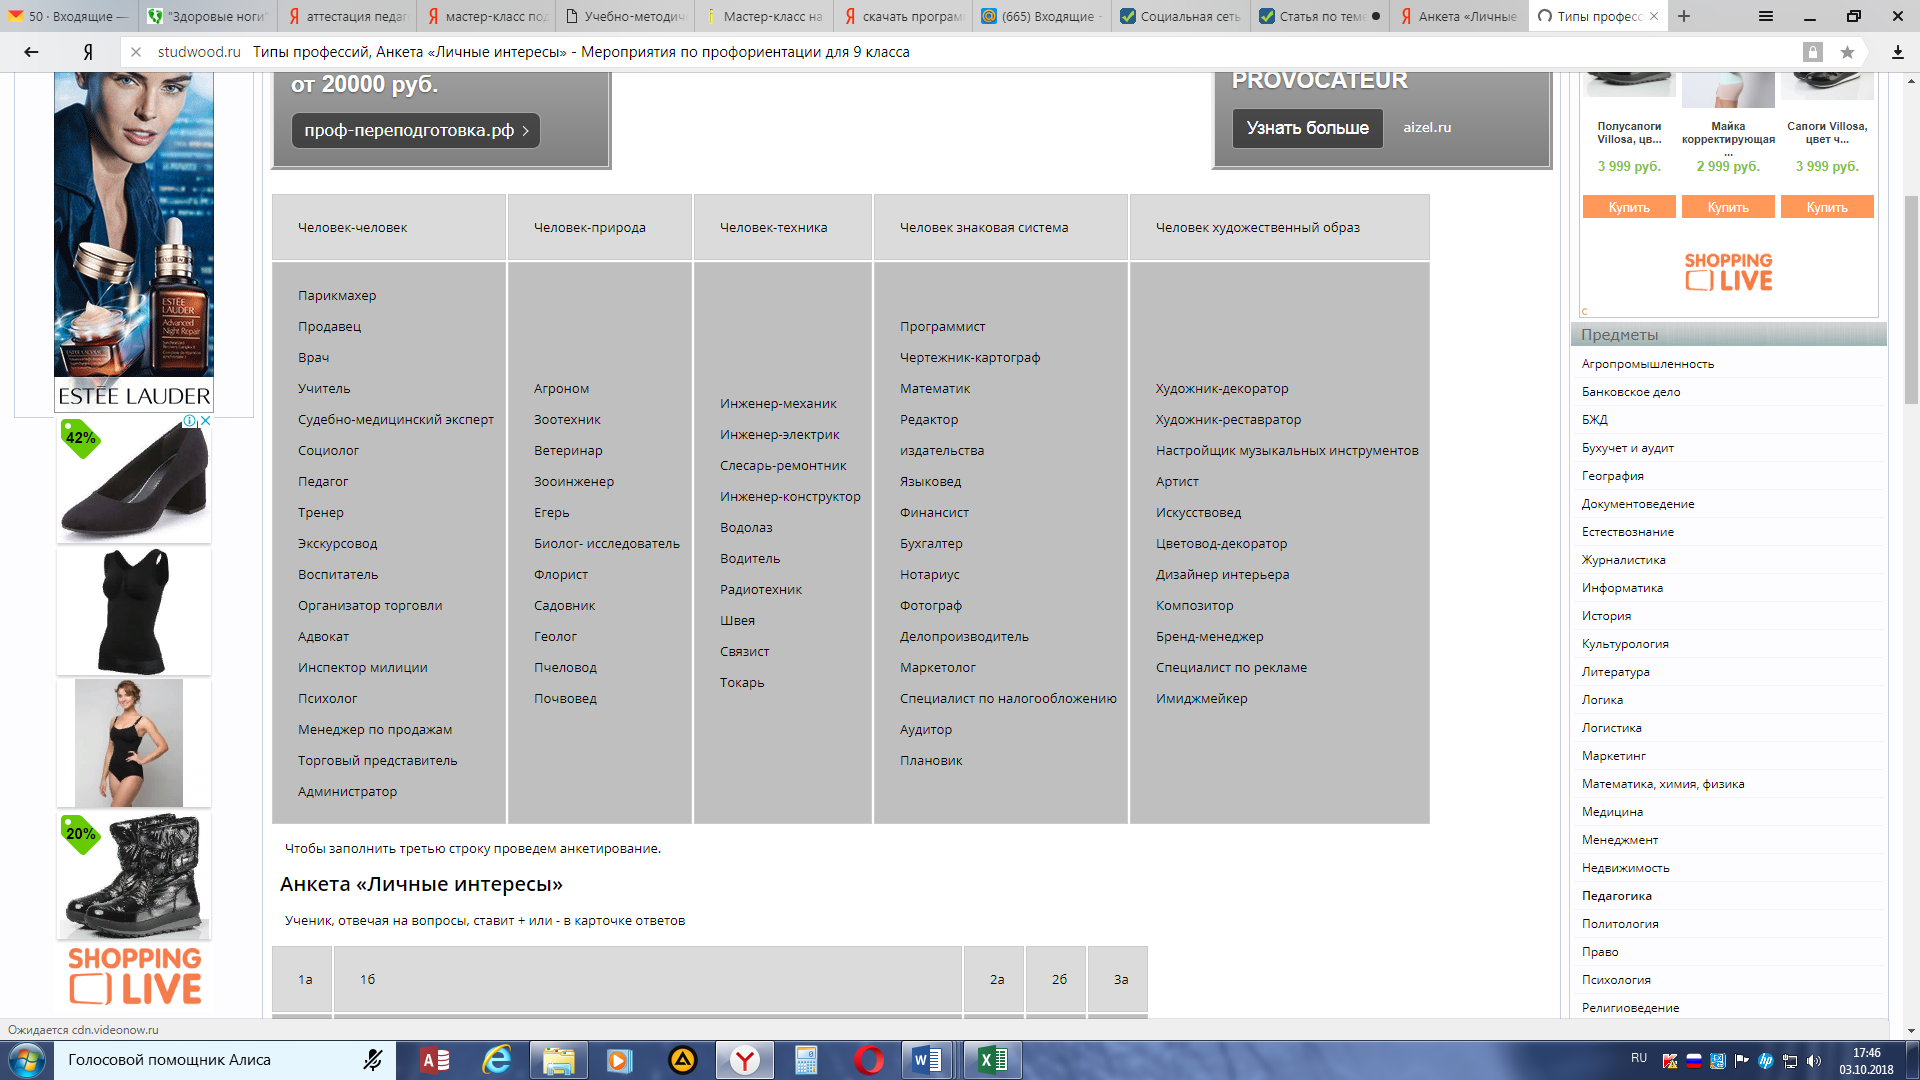 50 · Входящие —
"Здоровые ноги"
аттестация педаг
мастер-класс под
Учебно-методич
Мастер-класс на
скачать програм
(665) Входящие -
Социальная сеть
Статья по теме
Анкета «Личные
Типы професс
studwood.ru Типы профессий, Анкета «Личные интересы» - Мероприятия по профориентации для 9 класса
от 20000 руб.
проф-переподготовка.рф
PROVOCATEUR
Узнать больше
aizel.ru
ESTÉE LAUDER
Advanced Night Repair
ESTÉE LAUDER
42%
20%
SHOPPING LIVE
Человек-человек
Парикмахер
Продавец
Врач
Учитель
Судебно-медицинский эксперт
Социолог
Педагог
Тренер
Экскурсовод
Воспитатель
Организатор торговли
Адвокат
Инспектор милиции
Психолог
Менеджер по продажам
Торговый представитель
Администратор
Человек-природа
Агроном
Зоотехник
Ветеринар
Зооинженер
Егерь
Биолог- исследователь
Флорист
Садовник
Геолог
Пчеловод
Почвовед
Человек-техника
Инженер-механик
Инженер-электрик
Слесарь-ремонтник
Инженер-конструктор
Водолаз
Водитель
Радиотехник
Швея
Связист
Токарь
Человек знаковая система
Программист
Чертежник-картограф
Математик
Редактор
издательства
Языковед
Финансист
Бухгалтер
Нотариус
Фотограф
Делопроизводитель
Маркетолог
Специалист по налогообложению
Аудитор
Плановик
Человек художественный образ
Художник-декоратор
Художник-реставратор
Настройщик музыкальных инструментов
Артист
Искусствовед
Цветовод-декоратор
Дизайнер интерьера
Композитор
Бренд-менеджер
Специалист по рекламе
Имиджмейкер
Чтобы заполнить третью строку проведем анкетирование.
Анкета «Личные интересы»
Ученик, отвечая на вопросы, ставит + или - в карточке ответов
1а 1б 2а 2б 3а
Полусапоги Villosa, цв...
3 999 руб.
Купить
Майка корректирующая ...
2 999 руб.
Купить
Сапоги Villosa, цвет ч...
3 999 руб.
Купить
SHOPPING LIVE
с
Предметы
Агропромышленность
Банковское дело
БЖД
Бухучет и аудит
География
Документоведение
Естествознание
Журналистика
Информатика
История
Культурология
Литература
Логика
Логистика
Маркетинг
Математика, химия, физика
Медицина
Менеджмент
Недвижимость
Педагогика
Политология
Право
Психология
Религиоведение
Ожидается cdn.videonow.ru
Голосовой помощник Алиса
RU
17:46
03.10.2018